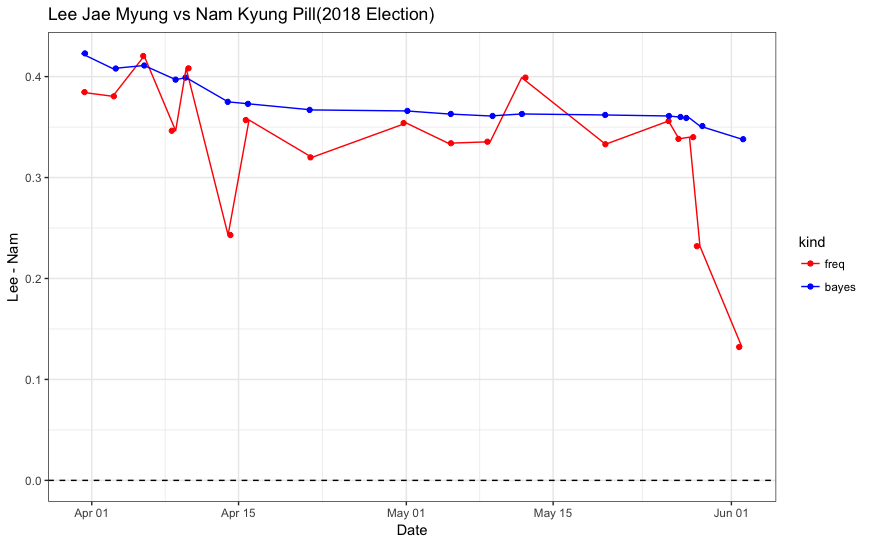 Lee Jae Myung vs Nam Kyung Pill(2018 Election)
Lee - Nam
0.4
0.3
0.2
0.1
0.0
Apr 01
Apr 15
May 01
May 15
Jun 01
Date
kind
freq
bayes